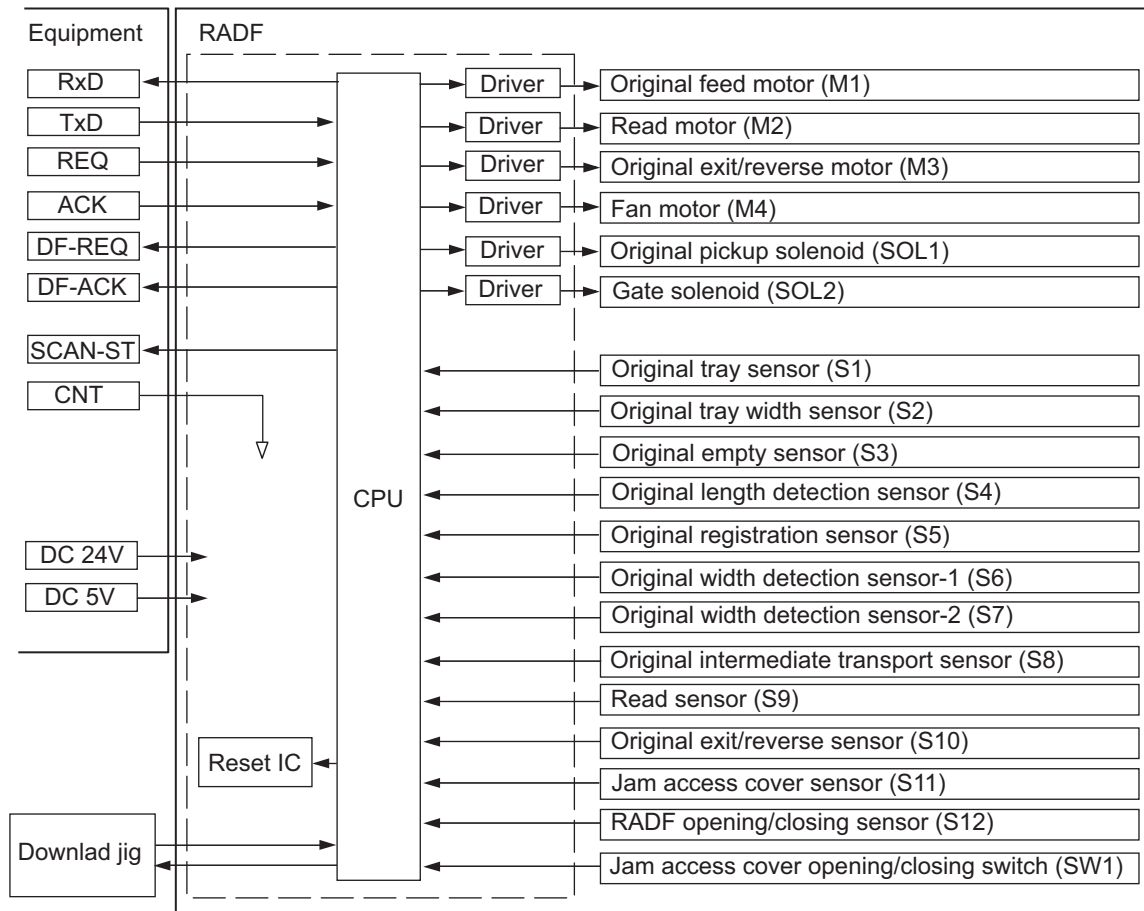 Equipment
RADF
RxD
TxD
REQ
ACK
DF-REQ
DF-ACK
SCAN-ST
CNT
DC 24V
DC 5V
Downlad jig
Reset IC
CPU
Driver
Driver
Driver
Driver
Driver
Driver
Original feed motor (M1)
Read motor (M2)
Original exit/reverse motor (M3)
Fan motor (M4)
Original pickup solenoid (SOL1)
Gate solenoid (SOL2)
Original tray sensor (S1)
Original tray width sensor (S2)
Original empty sensor (S3)
Original length detection sensor (S4)
Original registration sensor (S5)
Original width detection sensor-1 (S6)
Original width detection sensor-2 (S7)
Original intermediate transport sensor (S8)
Read sensor (S9)
Original exit/reverse sensor (S10)
Jam access cover sensor (S11)
RADF opening/closing sensor (S12)
Jam access cover opening/closing switch (SW1)